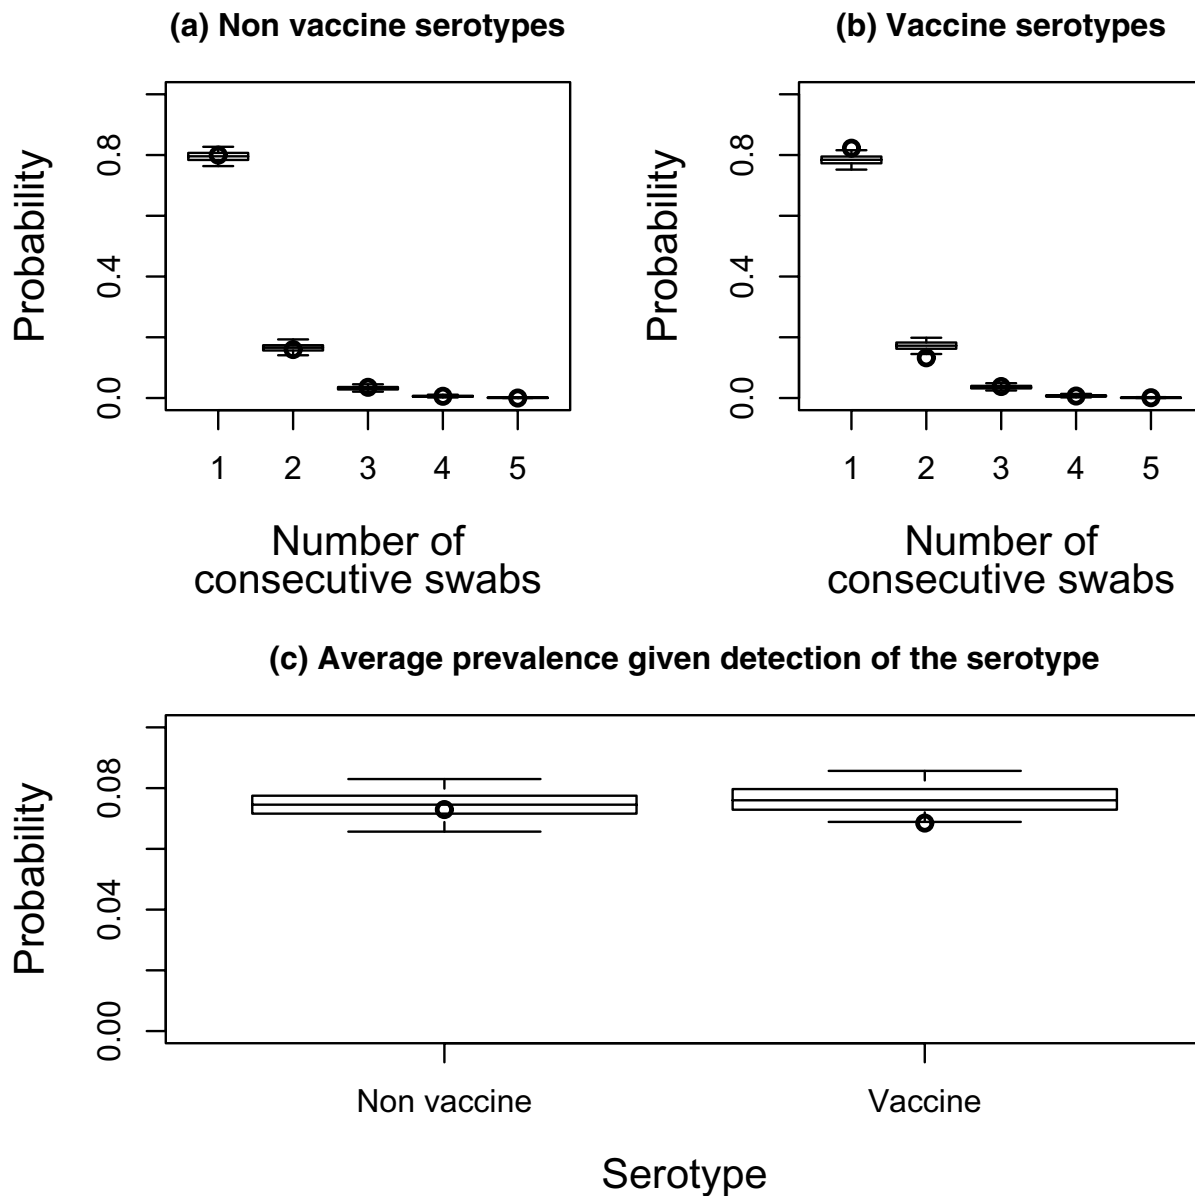 (a) Non vaccine serotypes
Probability
0.0 0.4 0.8
1 2 3 4 5
Number of
consecutive swabs
(b) Vaccine serotypes
Probability
0.0 0.4 0.8
1 2 3 4 5
Number of
consecutive swabs
(c) Average prevalence given detection of the serotype
Probability
0.00 0.04 0.08
Non vaccine Vaccine
Serotype